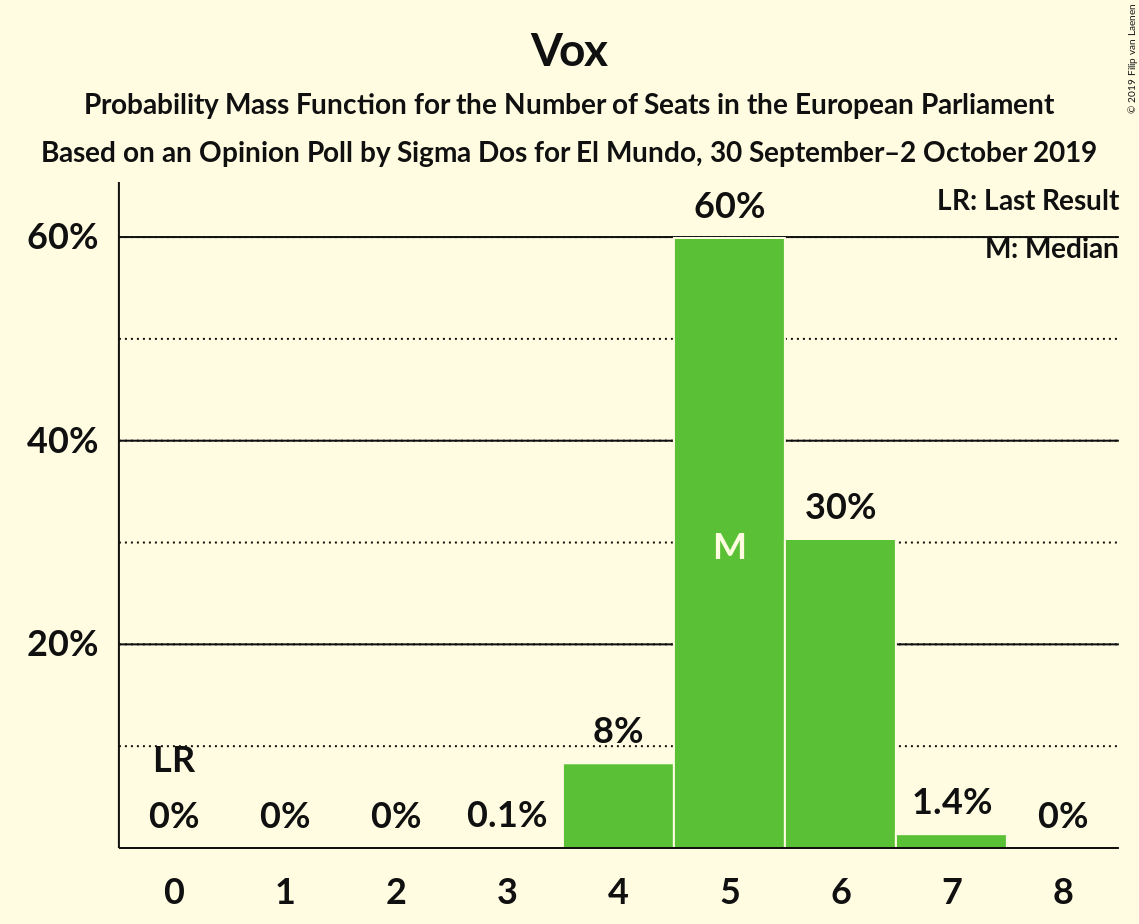 Vox
Probability Mass Function for the Number of Seats in the European Parliament
Based on an Opinion Poll by Sigma Dos for El Mundo, 30 September–2 October 2019
© 2019 Filip van Laenen
LR: Last Result
M: Median
60%
40%
20%
60%
30%
M
8%
LR
0%
0%
0%
0.1%
1.4%
0%
0 1 2 3 4 5 6 7 8